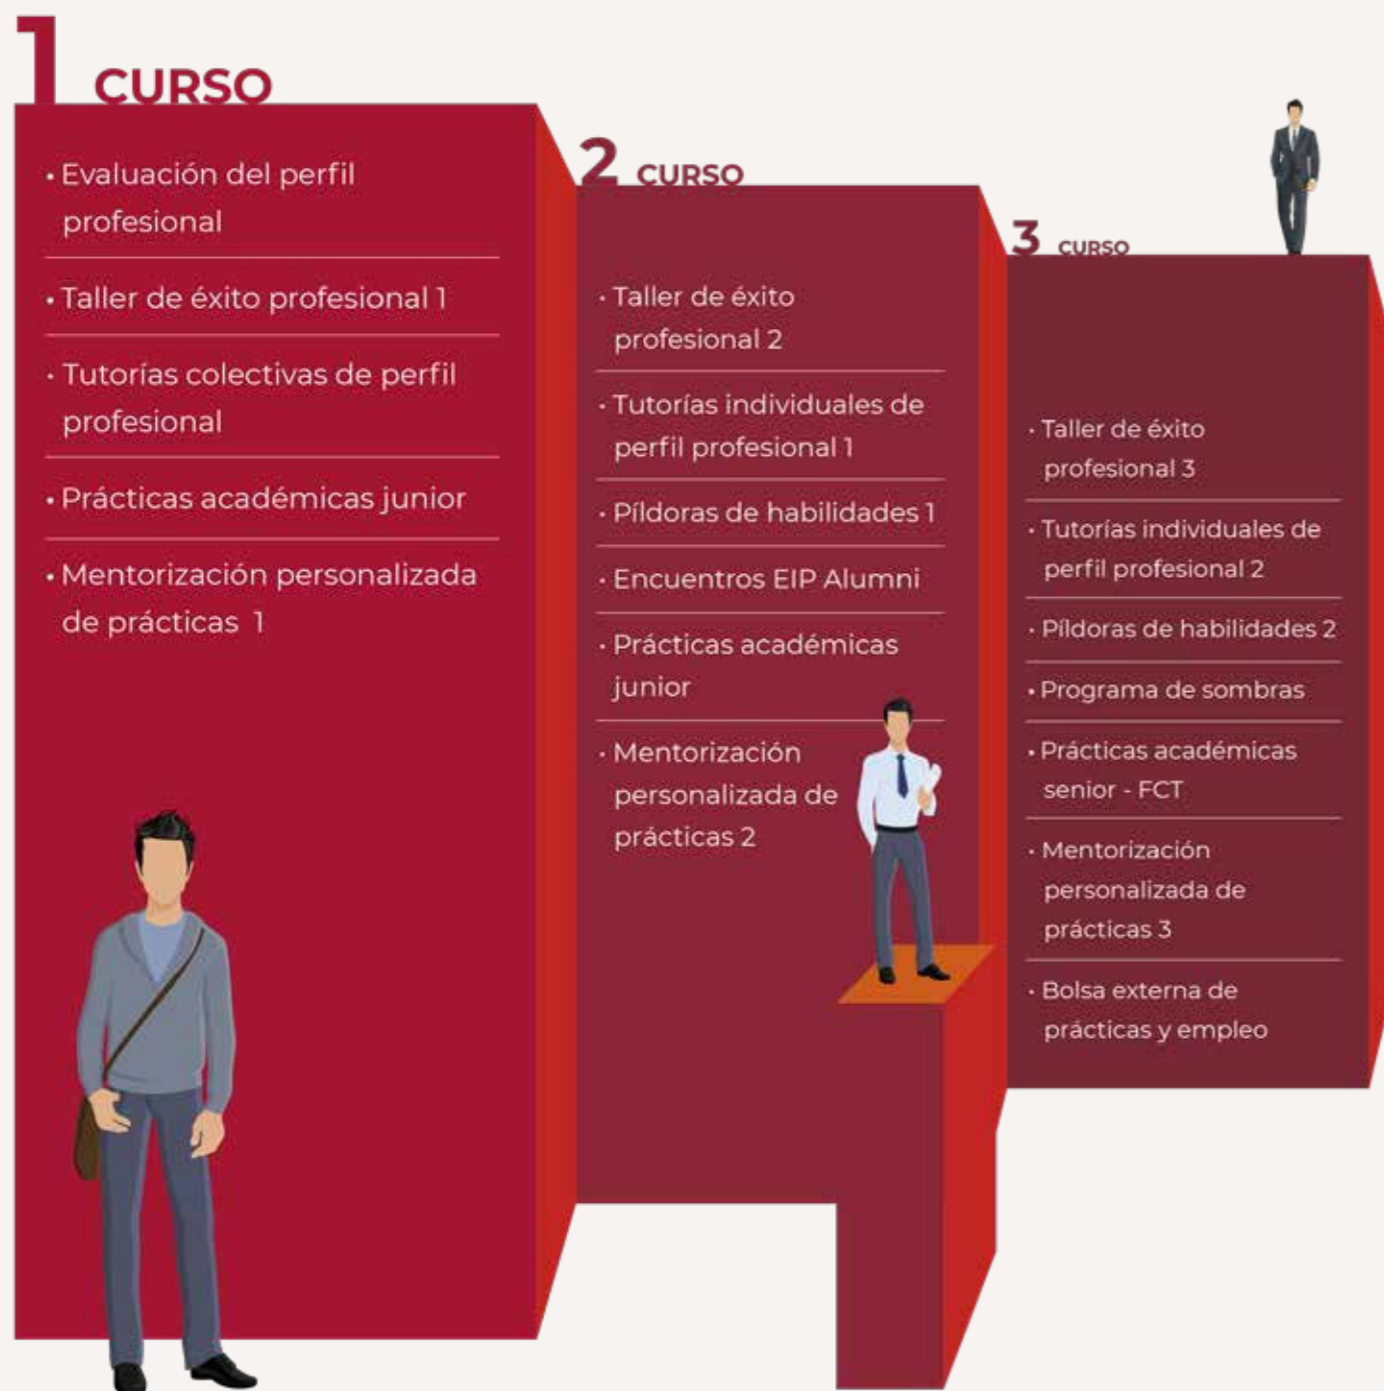 1 CURSO
• Evaluación del perfil
profesional
• Taller de éxito profesional 1
• Tutorías colectivas de perfil
profesional
• Prácticas académicas junior
• Mentorización personalizada
de prácticas 1
2 CURSO
• Taller de éxito
profesional 2
• Tutorías individuales de
perfil profesional 1
• Píldoras de habilidades 1
• Encuentros EIP Alumni
• Prácticas académicas
junior
• Mentorización
personalizada de
prácticas 2
3 CURSO
• Taller de éxito
profesional 3
• Tutorías individuales de
perfil profesional 2
• Píldoras de habilidades 2
• Programa de sombras
• Prácticas académicas
senior - FCT
• Mentorización
personalizada de
prácticas 3
• Bolsa externa de
prácticas y empleo